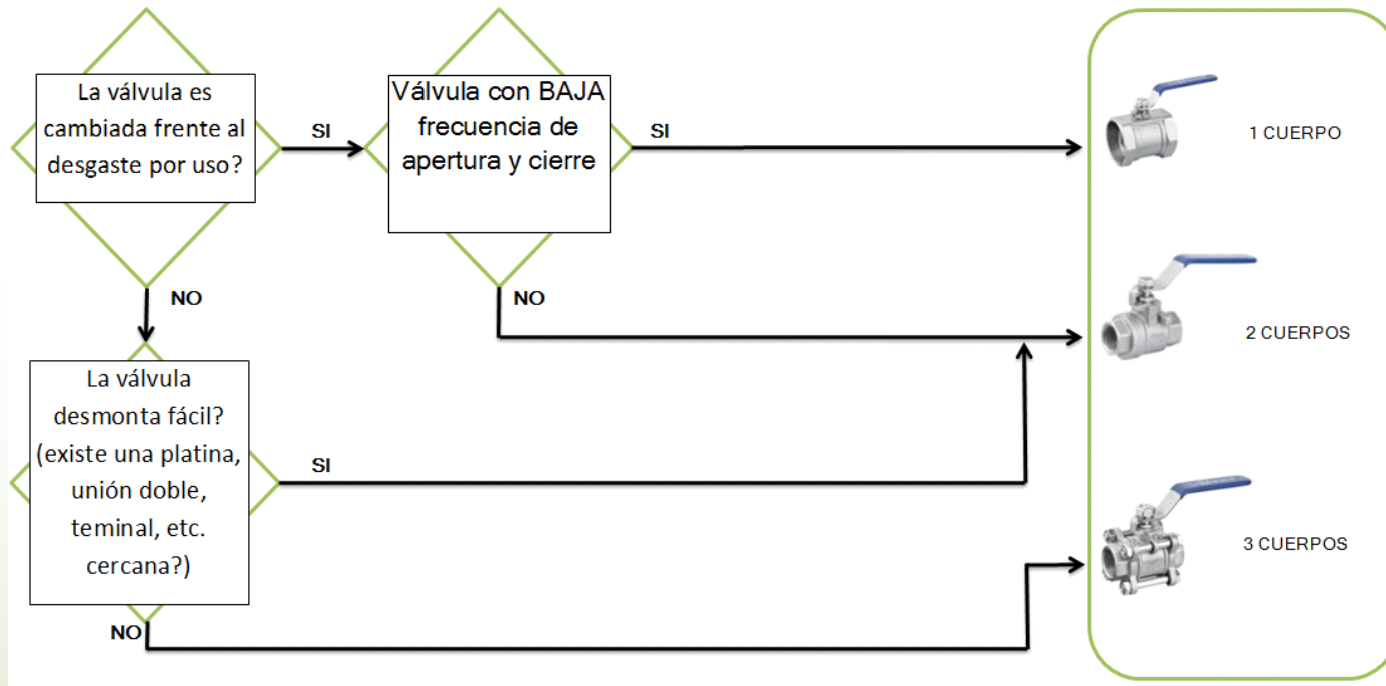 La válvula es
cambiada frente al
desgaste por uso?
SI
Válvula con BAJA
frecuencia de
apertura y cierre
SI
1 CUERPO
NO
NO
2 CUERPOS
La válvula
desmonta fácil?
(existe una platina,
unión doble,
teminal, etc.
cercana?)
SI
3 CUERPOS
NO